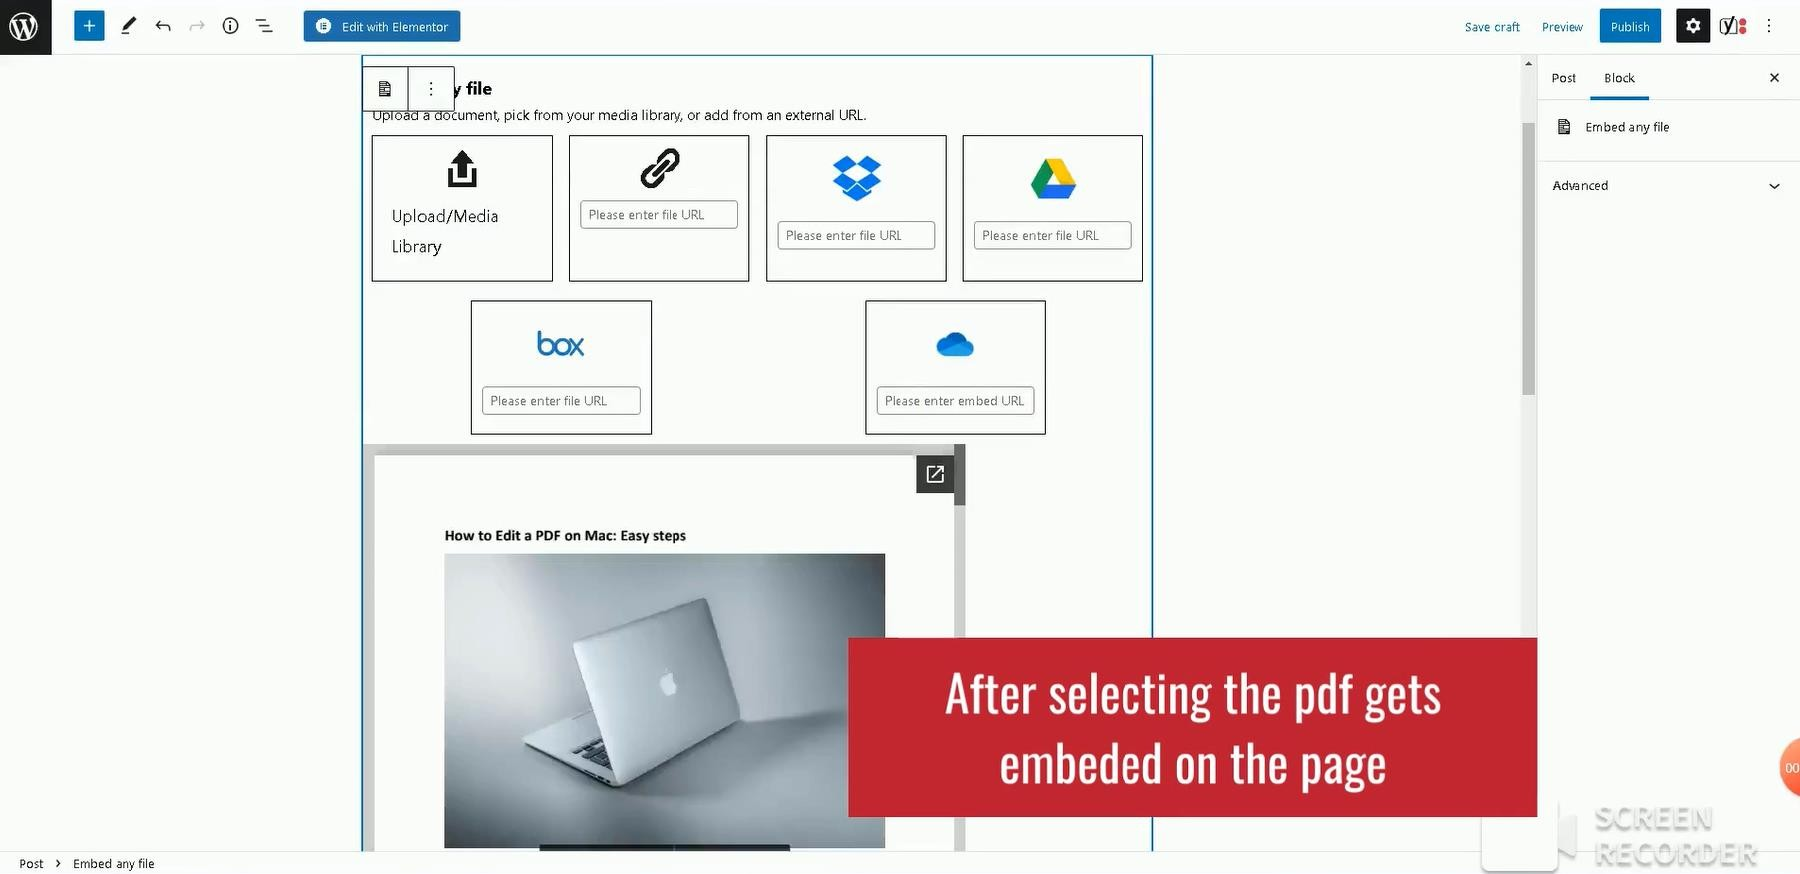 Edit with Elementor
Save draft
Preview
Publish
y file
Upload a document, pick from your media library, or add from an external URL.
Upload/Media
Library
Please enter file URL
Please enter file URL
Please enter file URL
box
Please enter file URL
Please enter embed URL
How to Edit a PDF on Mac: Easy steps
After selecting the pdf gets
embeded on the page
Post
Block
Embed any file
Advanced
00
SCREEN
RECORDER
Post
Embed any file